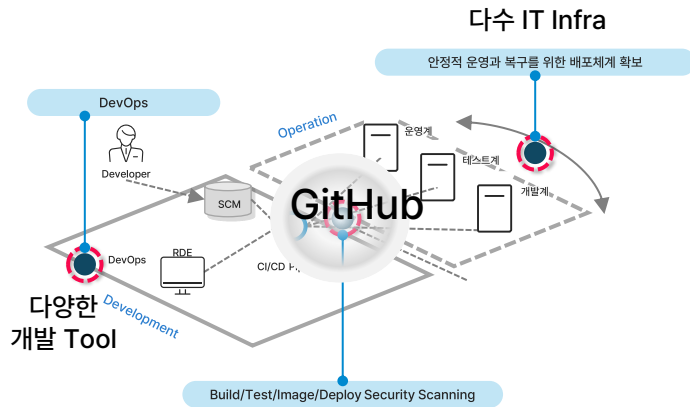 다수 IT Infra
안정적 운영과 복구를 위한 배포체계 확보
DevOps
Operation
운영계
Developer
테스트계
개발계
SCM
GitHub
RDE
DevOps
CI/CD
다양한
개발 Tool
Development
Build/Test/Image/Deploy Security Scanning